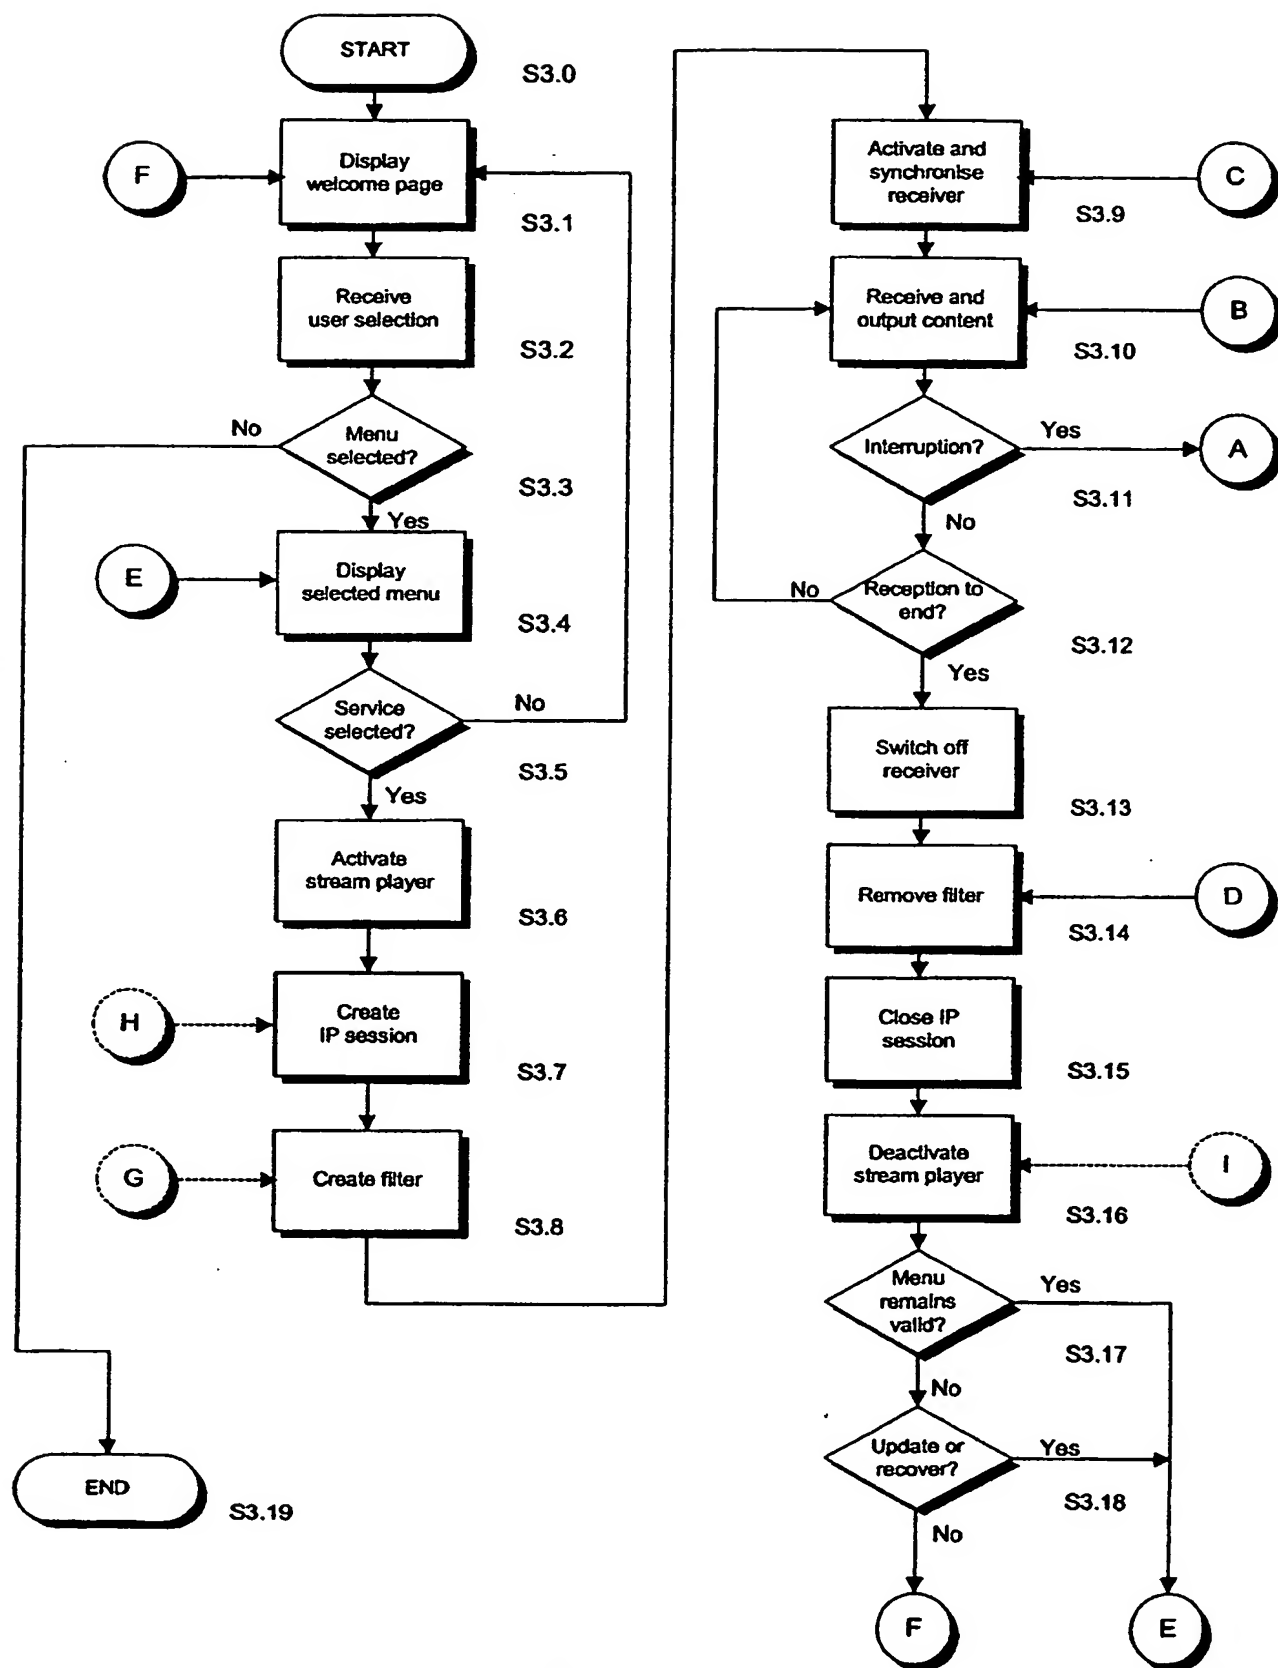 START
S3.0
F
Display
welcome page
S3.1
Receive
user selection
S3.2
No
Menu
selected?
S3.3
Yes
E
Display
selected menu
S3.4
Service
selected?
No
S3.5
Yes
Activate
stream player
S3.6
H
Create
IP session
S3.7
G
Create filter
S3.8
END
S3.19
Activate and
synchronise
receiver
C
S3.9
Receive and
output content
B
S3.10
Interruption?
Yes
A
S3.11
No
No
Reception to
end?
S3.12
Yes
Switch off
receiver
S3.13
Remove filter
D
S3.14
Close IP
session
S3.15
Deactivate
stream player
I
S3.16
Menu
remains
valid?
Yes
S3.17
No
Update or
recover?
Yes
S3.18
No
F
E